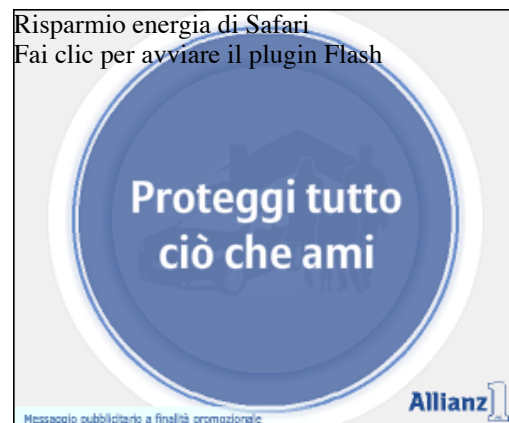 Risparmio energia di Safari
Fai clic per avviare il plugin Flash
Proteggi tutto
ciò che ami
Allianz 1
Messaggio pubblicitario a finalità promozionale